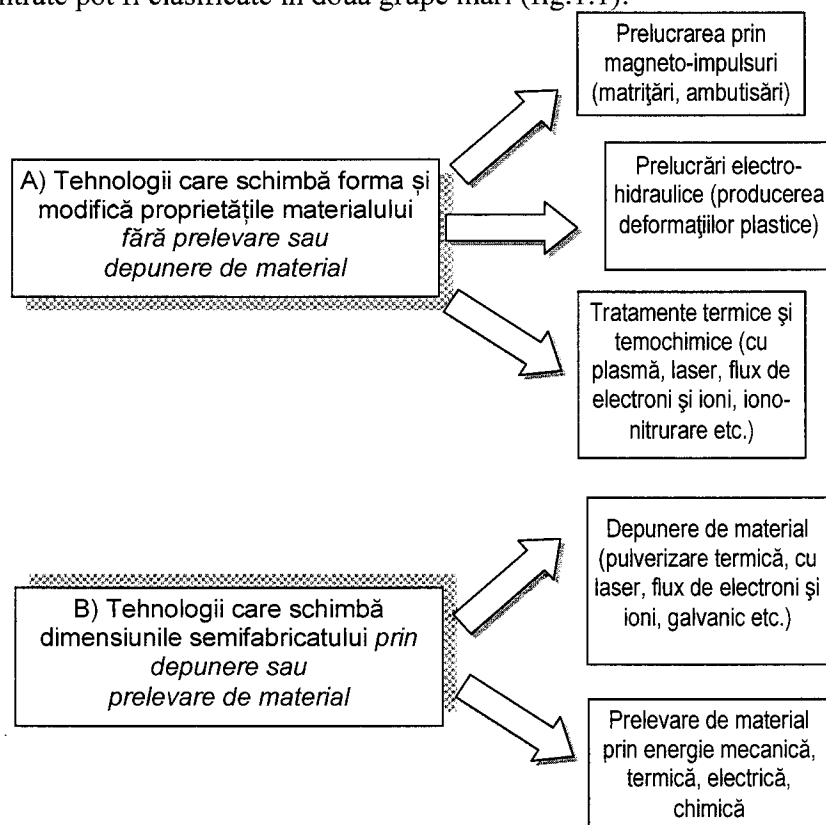 ntrate pot fi clasificate în două grupe mari (fig.1.1).
Prelucrarea prin
magneto-impulsuri
(matriţări, ambutisări)
A) Tehnologii care schimbă forma și
modifică proprietățile materialului
fără prelevare sau
depunere de material
Prelucrări electro-
hidraulice (producerea
deformaţiilor plastice)
Tratamente termice şi
temochimice (cu
plasmă, laser, flux de
electroni şi ioni, iono-
nitrurare etc.)
B) Tehnologii care schimbă
dimensiunile semifabricatului prin
depunere sau
prelevare de material
Depunere de material
(pulverizare termică, cu
laser, flux de electroni şi
ioni, galvanic etc.)
Prelevare de material
prin energie mecanică,
termică, electrică,
chimică